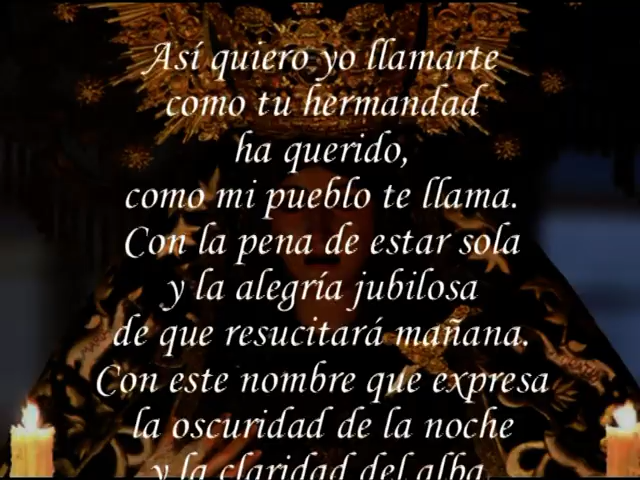 Así quiero yo llamarte
como tu hermandad
ha querido,
como mi pueblo te llama.
Con la pena de estar sola
y la alegría jubilosa
de que resucitará mañana.
Con este nombre que expresa
la oscuridad de la noche
y la claridad del alba